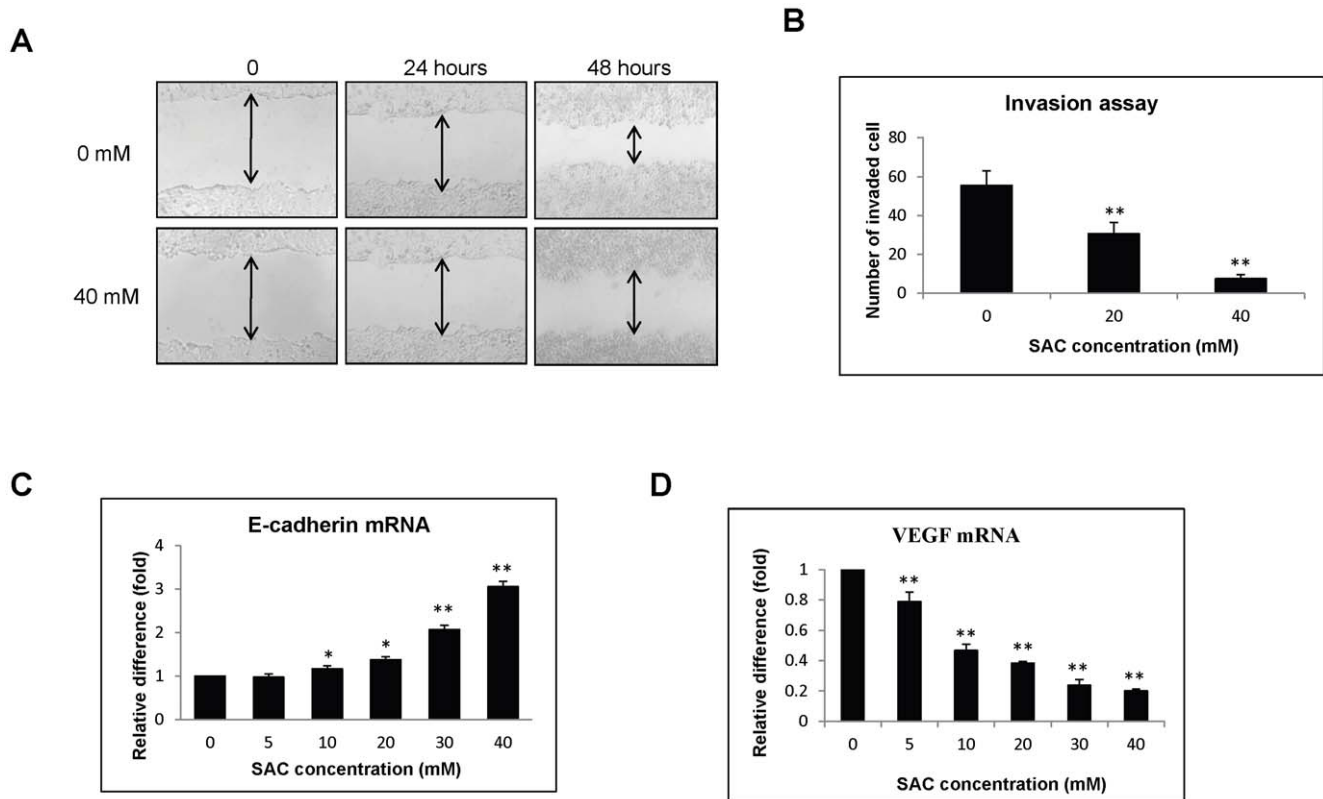 A
0 24 hours 48 hours
0 mM
40 mM
B
Invasion assay
Number of invaded cell
80
60
40
20
0
** **
0 20 40
SAC concentration (mM)
C
E-cadherin mRNA
Relative difference (fold)
4
3
2
1
0
* * ** **
0 5 10 20 30 40
SAC concentration (mM)
D
VEGF mRNA
Relative difference (fold)
1
0.8
0.6
0.4
0.2
0
** ** ** ** **
0 5 10 20 30 40
SAC concentration (mM)